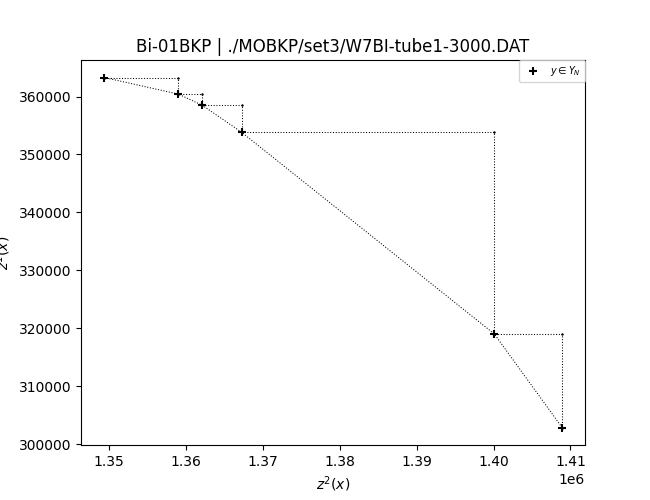 Bi-01BKP | ./MOBKP/set3/W7BI-tube1-3000.DAT
y ∈ Y_N
360000
350000
340000
330000
320000
310000
300000
1.35 1.36 1.37 1.38 1.39 1.40 1.41
1e6
z²(x)